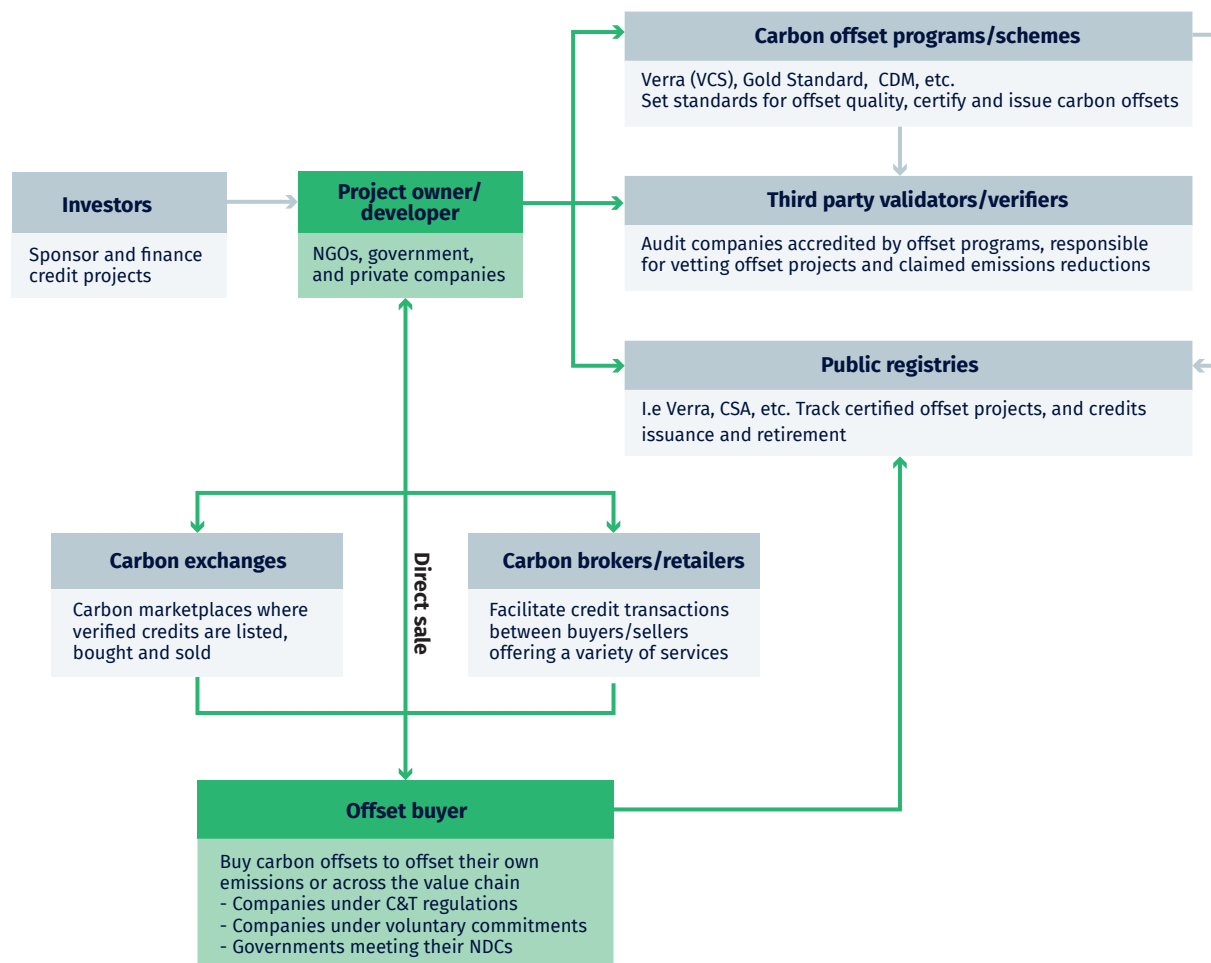 Carbon offset programs/schemes
Verra (VCS), Gold Standard, CDM, etc.
Set standards for offset quality, certify and issue carbon offsets
Investors
Sponsor and finance
credit projects
Project owner/
developer
NGOs, government,
and private companies
Third party validators/verifiers
Audit companies accredited by offset programs, responsible
for vetting offset projects and claimed emissions reductions
Public registries
I.e Verra, CSA, etc. Track certified offset projects, and credits
issuance and retirement
Carbon exchanges
Carbon marketplaces where
verified credits are listed,
bought and sold
Direct sale
Carbon brokers/retailers
Facilitate credit transactions
between buyers/sellers
offering a variety of services
Offset buyer
Buy carbon offsets to offset their own
emissions or across the value chain
- Companies under C&T regulations
- Companies under voluntary commitments
- Governments meeting their NDCs